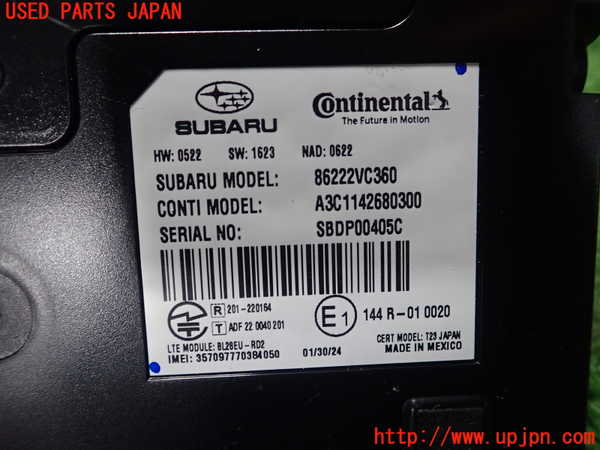 USED PARTS JAPAN
SUBARU
Continental
The Future in Motion
HW: 0522 SW: 1623 NAD: 0622
SUBARU MODEL: 86222VC360
CONTI MODEL: A3C1142680300
SERIAL NO: SBDP00405C
R 201-220164
T ADF 22 0040 201
E1 144 R-01 0020
LTE MODULE: BL28EU-RD2
IMEI: 357097770384050
01/30/24
CERT MODEL: T23 JAPAN
MADE IN MEXICO
http://www.upjpn.com/